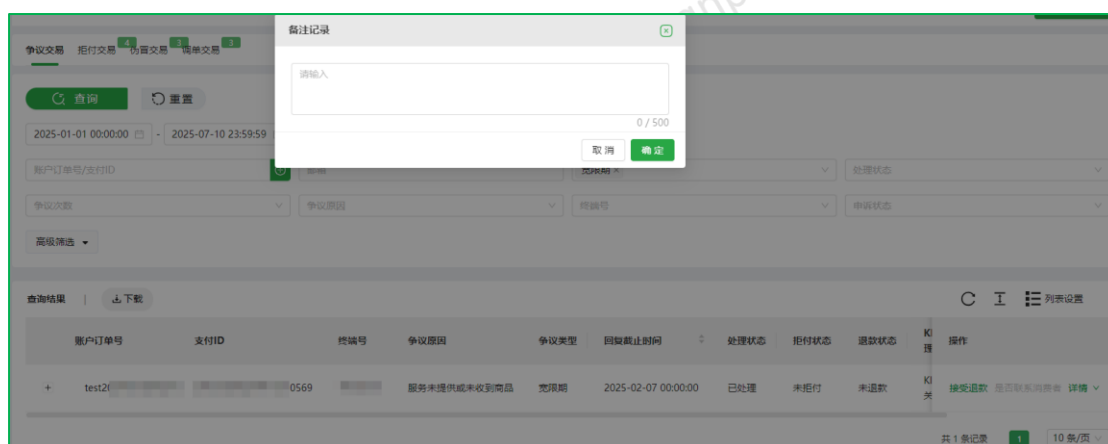 备注记录
争议交易 拒付交易 4 伪冒交易 3 调单交易 3
请输入
查询 重置
0 / 500
2025-01-01 00:00:00 - 2025-07-10 23:59:59
取消 确定
账户订单号/支付ID 邮箱 宽限期 × 处理状态
争议次数 争议原因 终端号 申诉状态
高级筛选
查询结果 | 下载 列表设置
账户订单号 支付ID 终端号 争议原因 争议类型 回复截止时间 处理状态 拒付状态 退款状态 操作
+ test2 0569 服务未提供或未收到商品 宽限期 2025-02-07 00:00:00 已处理 未拒付 未退款 接受退款 是否联系消费者 详情
共 1 条记录 1 10 条/页